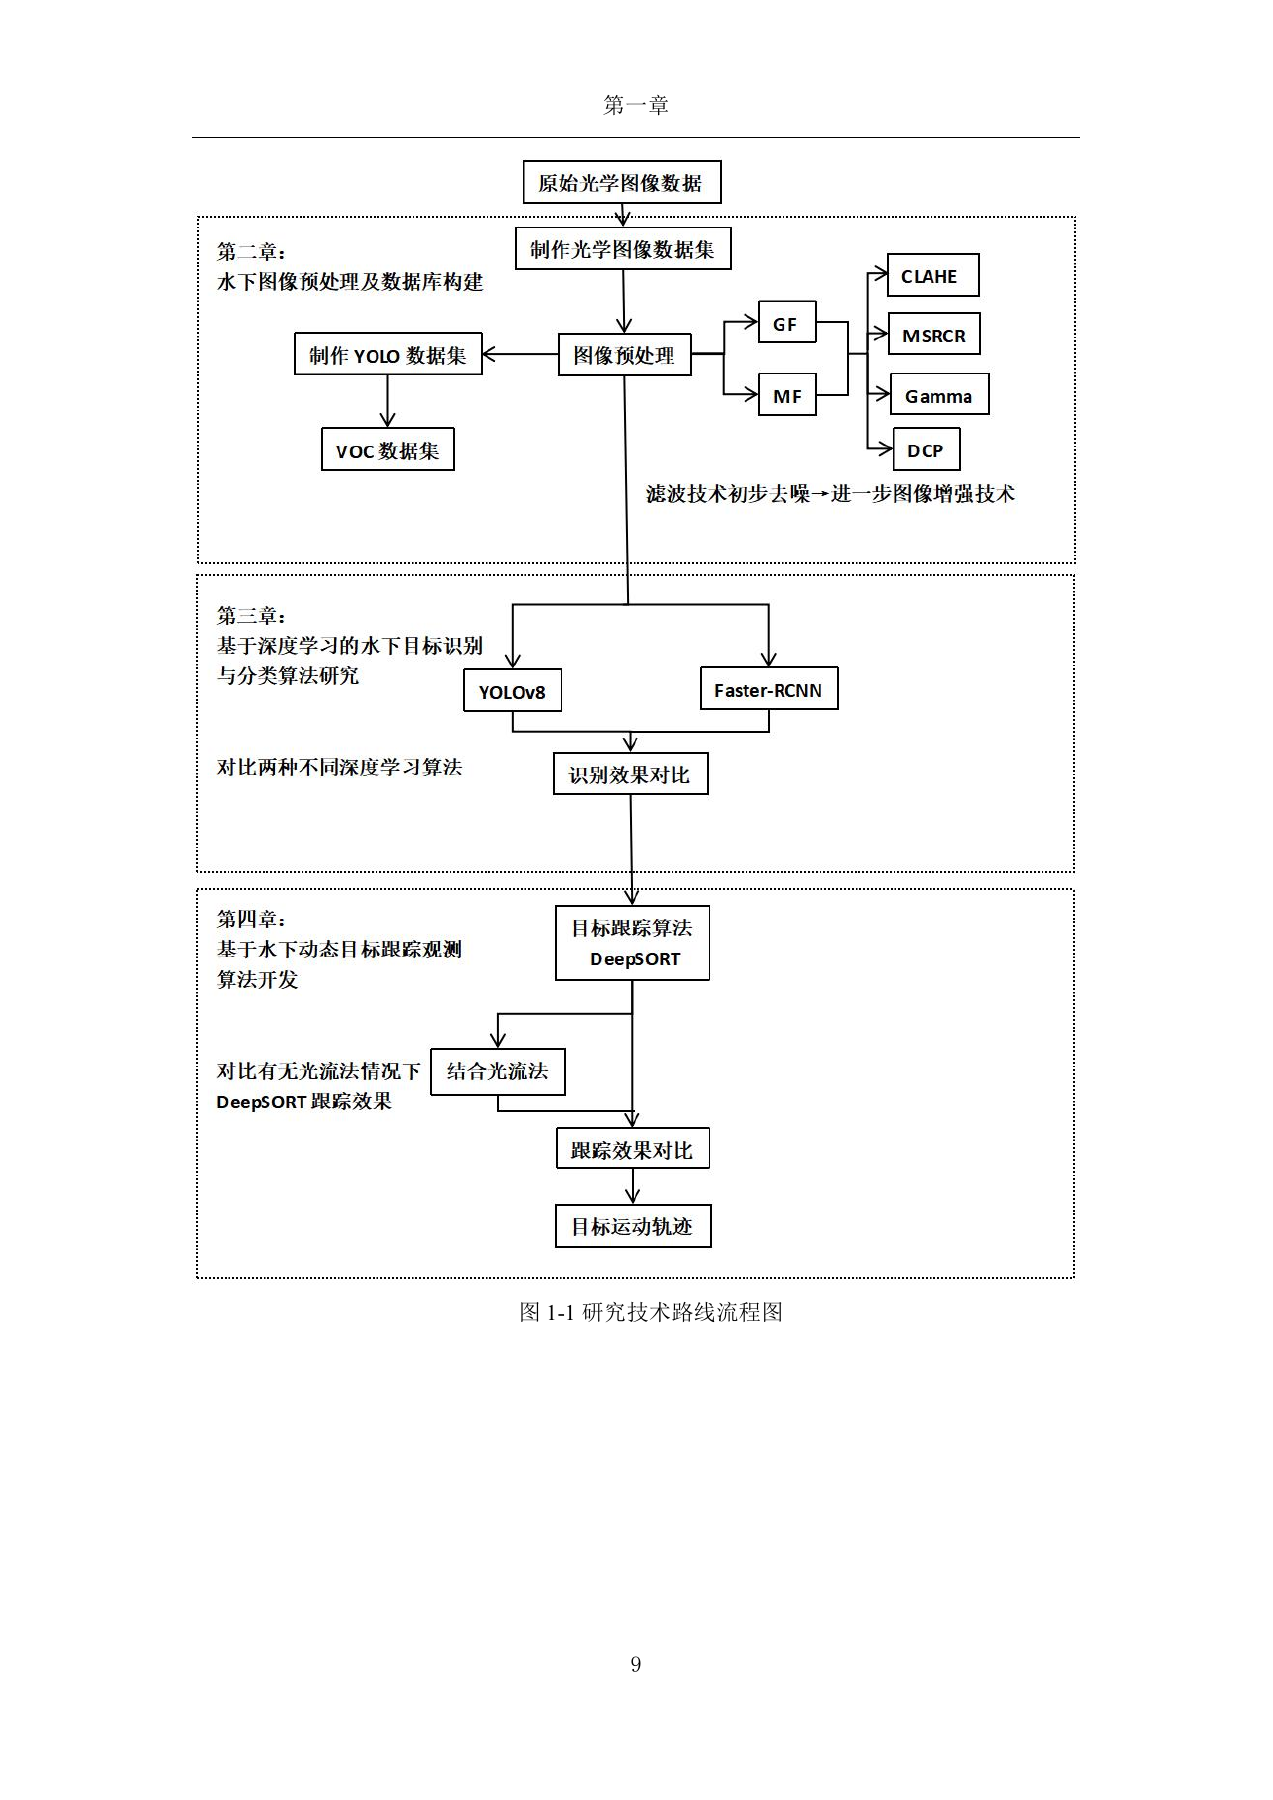 第一章
原始光学图像数据
第二章：
水下图像预处理及数据库构建
制作光学图像数据集
CLAHE
GF
MSRCR
制作 YOLO 数据集
图像预处理
MF
Gamma
VOC 数据集
DCP
滤波技术初步去噪→进一步图像增强技术
第三章：
基于深度学习的水下目标识别
与分类算法研究
YOLOv8
Faster-RCNN
对比两种不同深度学习算法
识别效果对比
第四章：
基于水下动态目标跟踪观测
算法开发
目标跟踪算法
DeepSORT
对比有无光流法情况下
DeepSORT 跟踪效果
结合光流法
跟踪效果对比
目标运动轨迹
图 1-1 研究技术路线流程图
9